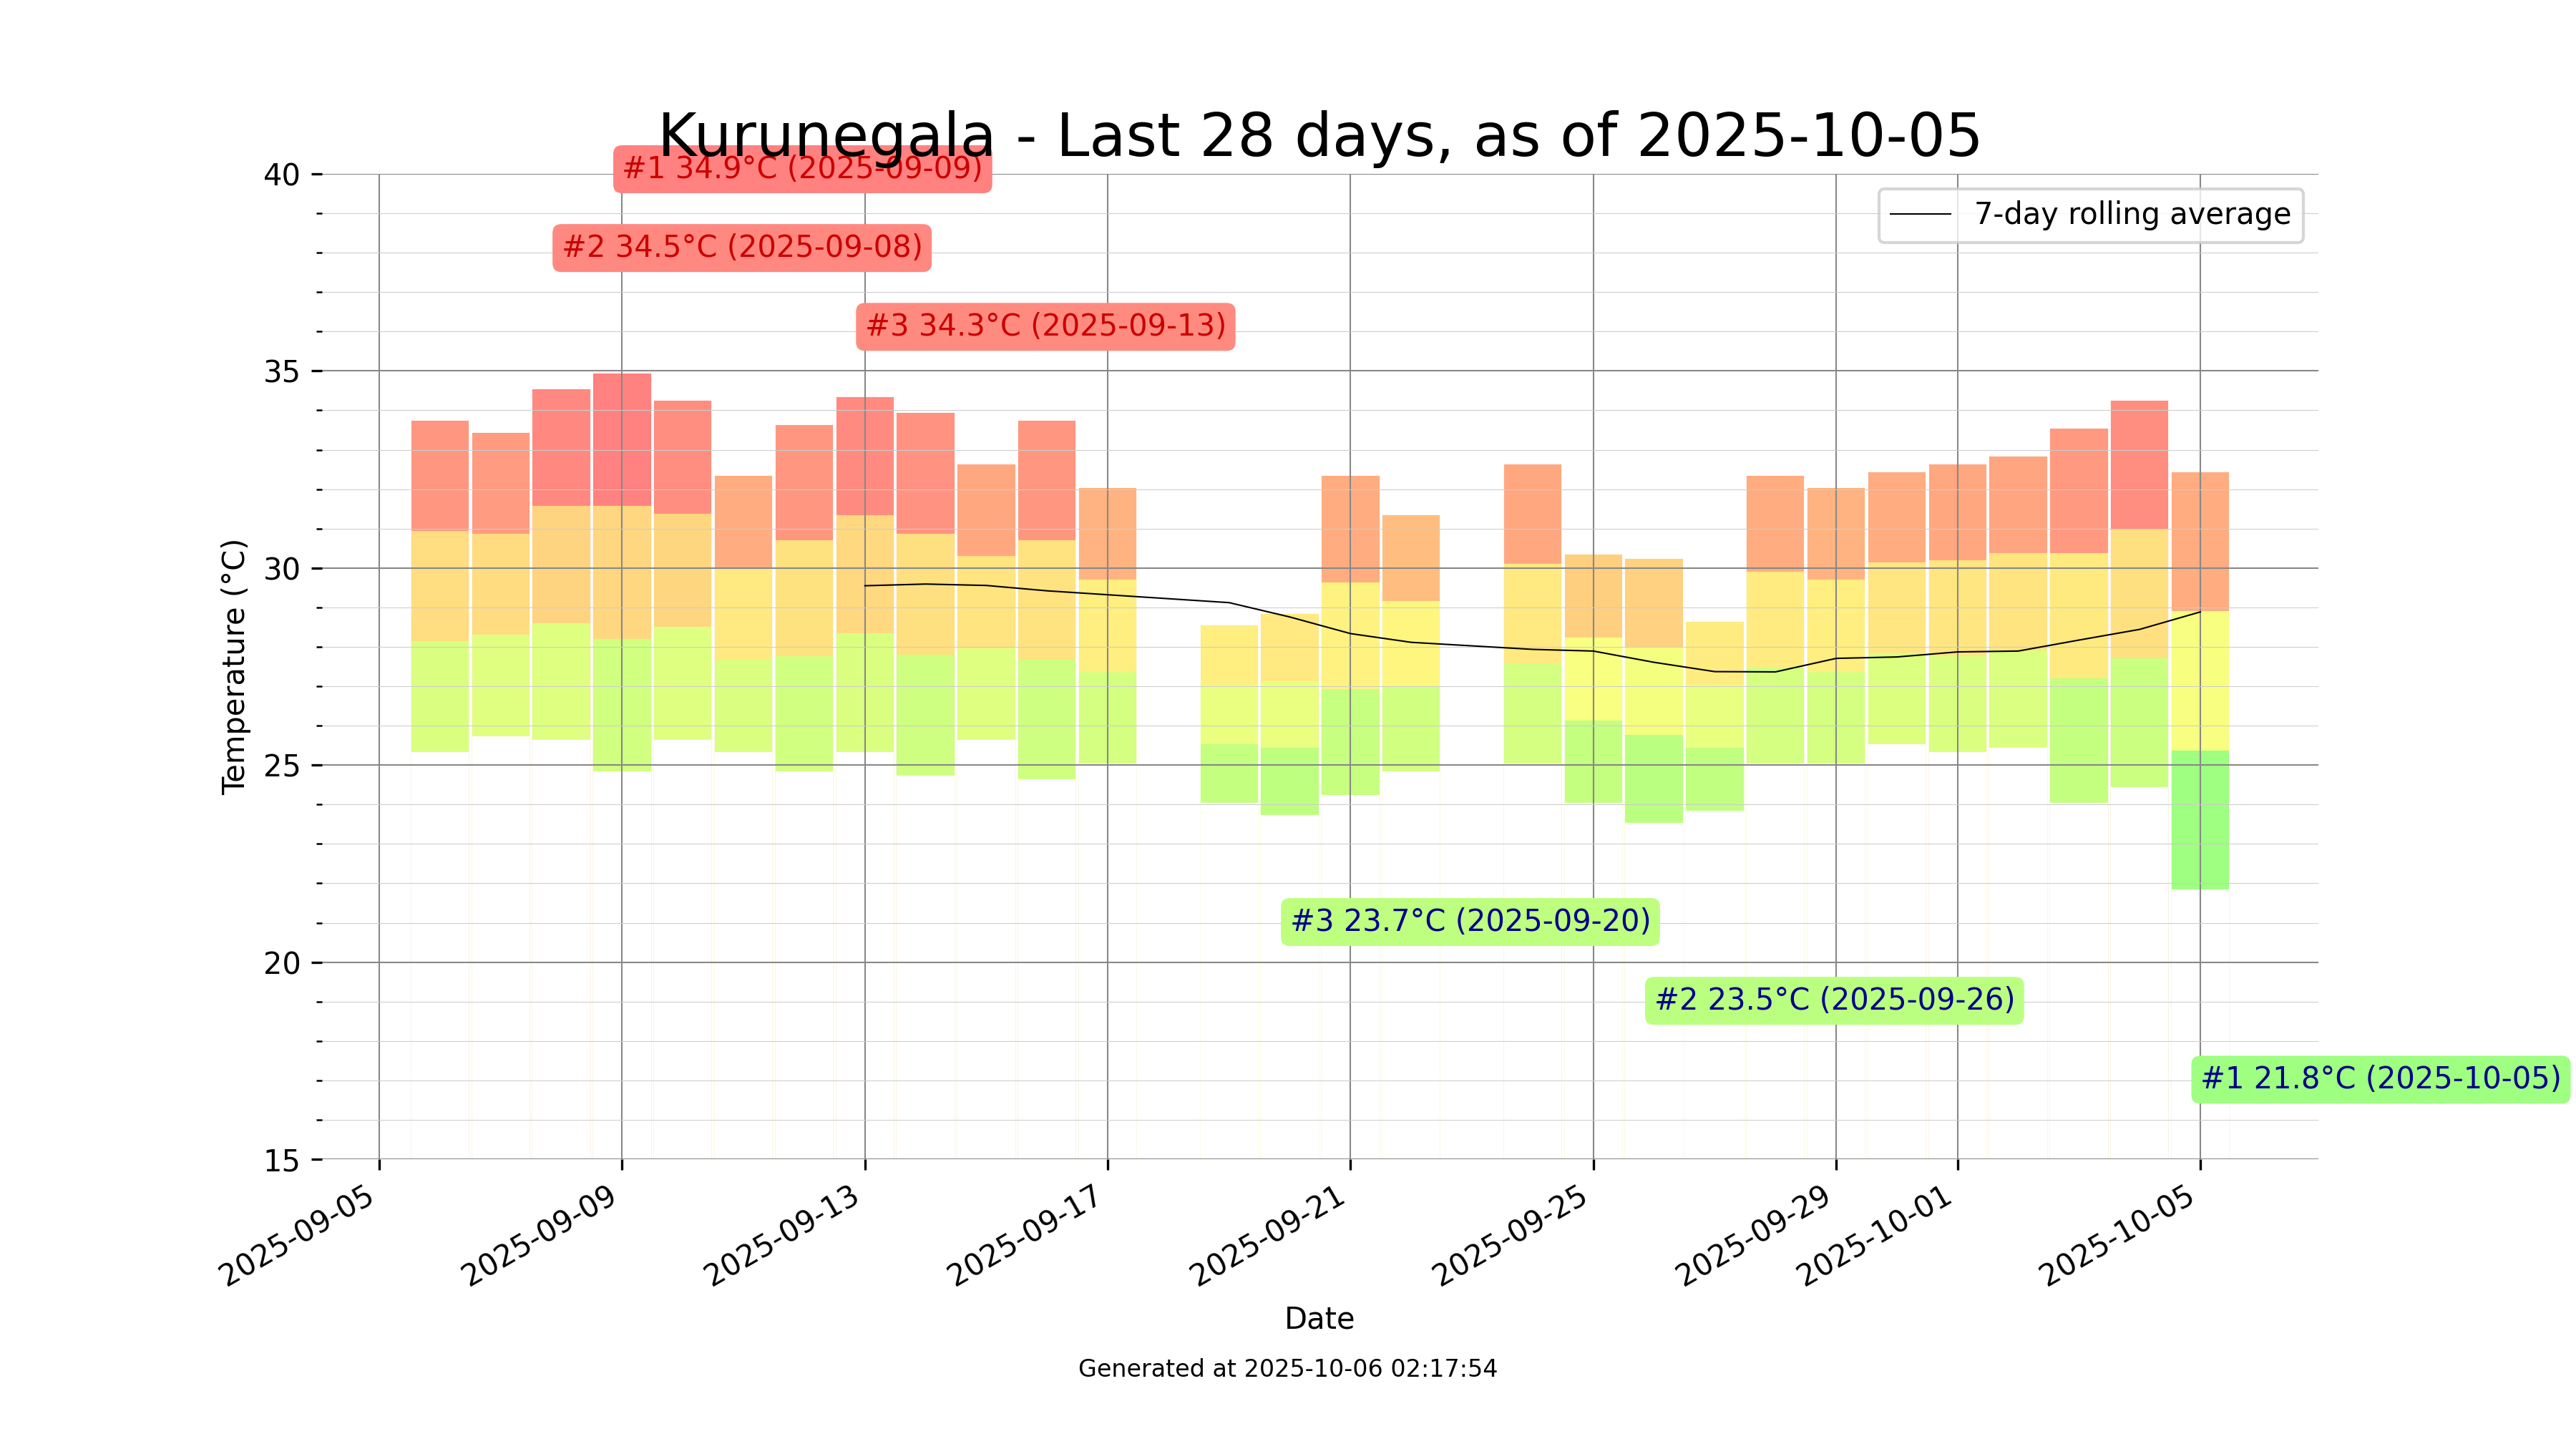 Kurunegala - Last 28 days, as of 2025-10-05
#1 34.9°C (2025-09-09)
#2 34.5°C (2025-09-08)
#3 34.3°C (2025-09-13)
7-day rolling average
40
35
30
25
20
15
Temperature (°C)
#3 23.7°C (2025-09-20)
#2 23.5°C (2025-09-26)
#1 21.8°C (2025-10-05)
2025-09-05
2025-09-09
2025-09-13
2025-09-17
2025-09-21
2025-09-25
2025-09-29
2025-10-01
2025-10-05
Date
Generated at 2025-10-06 02:17:54